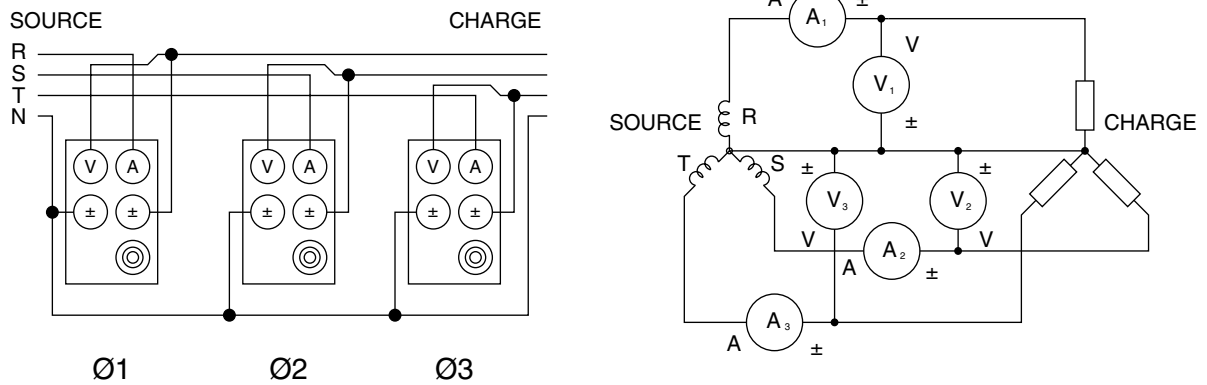 SOURCE
CHARGE
R
S
T
N
V A
± ±
V A
± ±
V A
± ±
Ø1 Ø2 Ø3
A
A₁
±
V
V₁
±
SOURCE
R
CHARGE
T
S
±
±
V₃
V₂
V
V
A
A₂
±
A
A₃
±